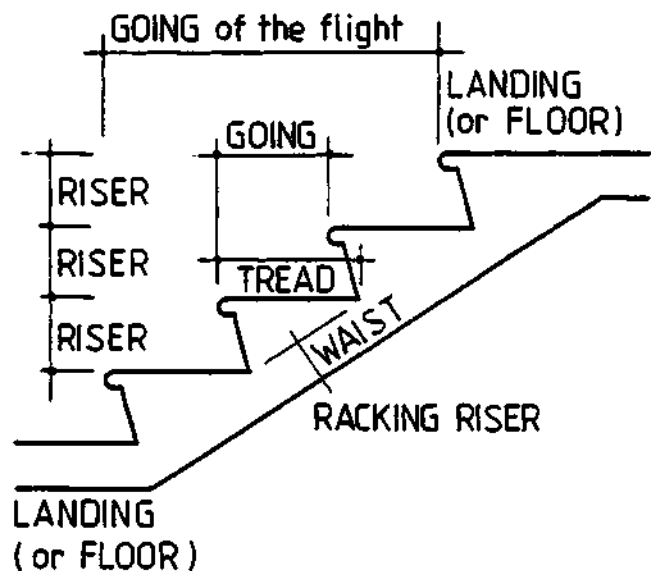 GOING of the flight
LANDING
(or FLOOR)
GOING
RISER
RISER
TREAD
RISER
WAIST
RACKING RISER
LANDING
(or FLOOR)